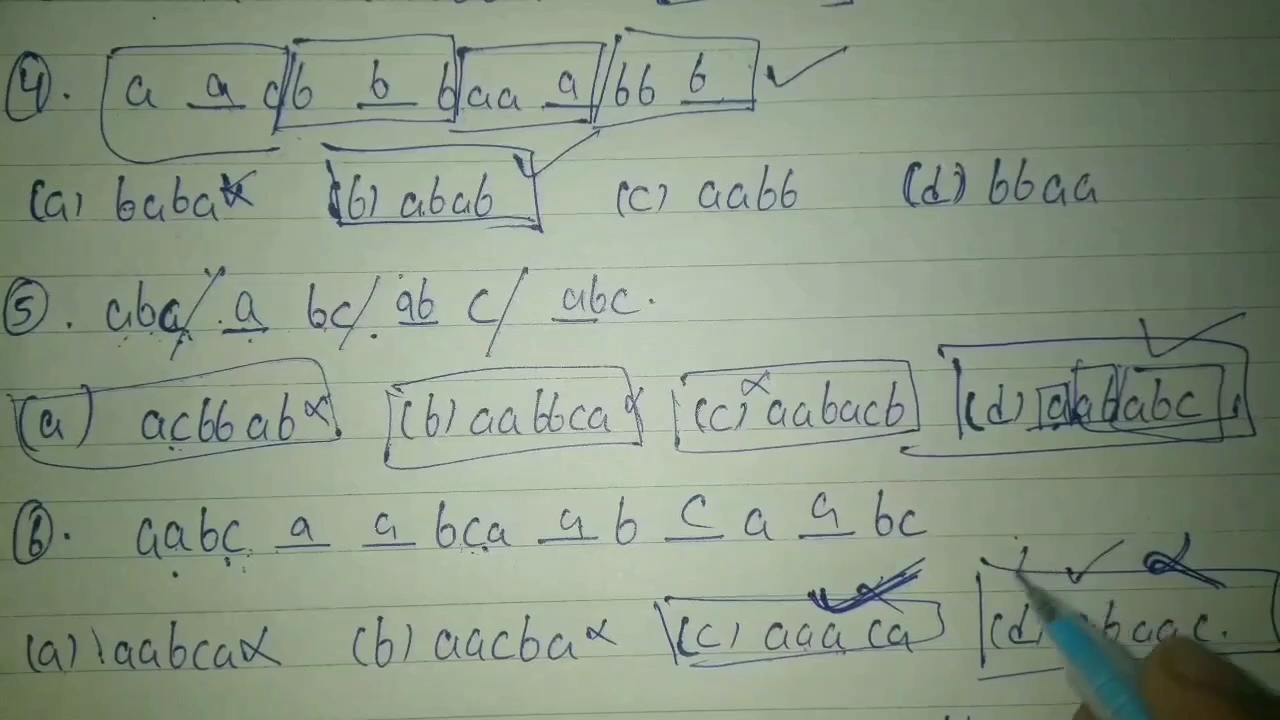 4. a a a b b b aa a bb b
(a) baba (b) abab (c) aabb (d) bbaa
5. abc / a bc / ab c / abc.
(a) acbbab (b) aabbca (c) aabacb (d) aababc
6. aabc a a bca a b c a a bc
(a) aabca (b) aacba (c) aaaca (d)